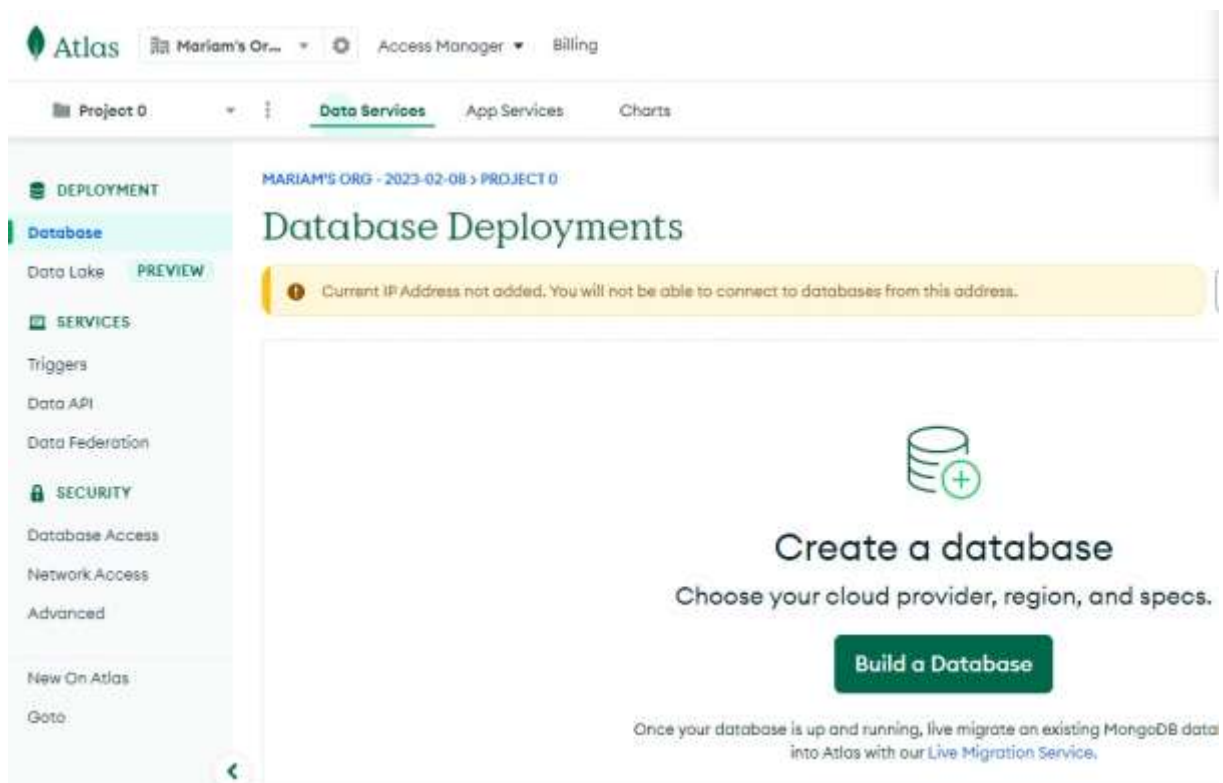 Atlas Mariam's Or... Access Manager Billing
Project 0 Data Services App Services Charts
DEPLOYMENT
Database
Data Lake PREVIEW
SERVICES
Triggers
Data API
Data Federation
SECURITY
Database Access
Network Access
Advanced
New On Atlas
Goto
MARIAM'S ORG - 2023-02-08 > PROJECT 0
Database Deployments
Current IP Address not added. You will not be able to connect to databases from this address.
Create a database
Choose your cloud provider, region, and specs.
Build a Database
Once your database is up and running, live migrate an existing MongoDB data
into Atlas with our Live Migration Service.